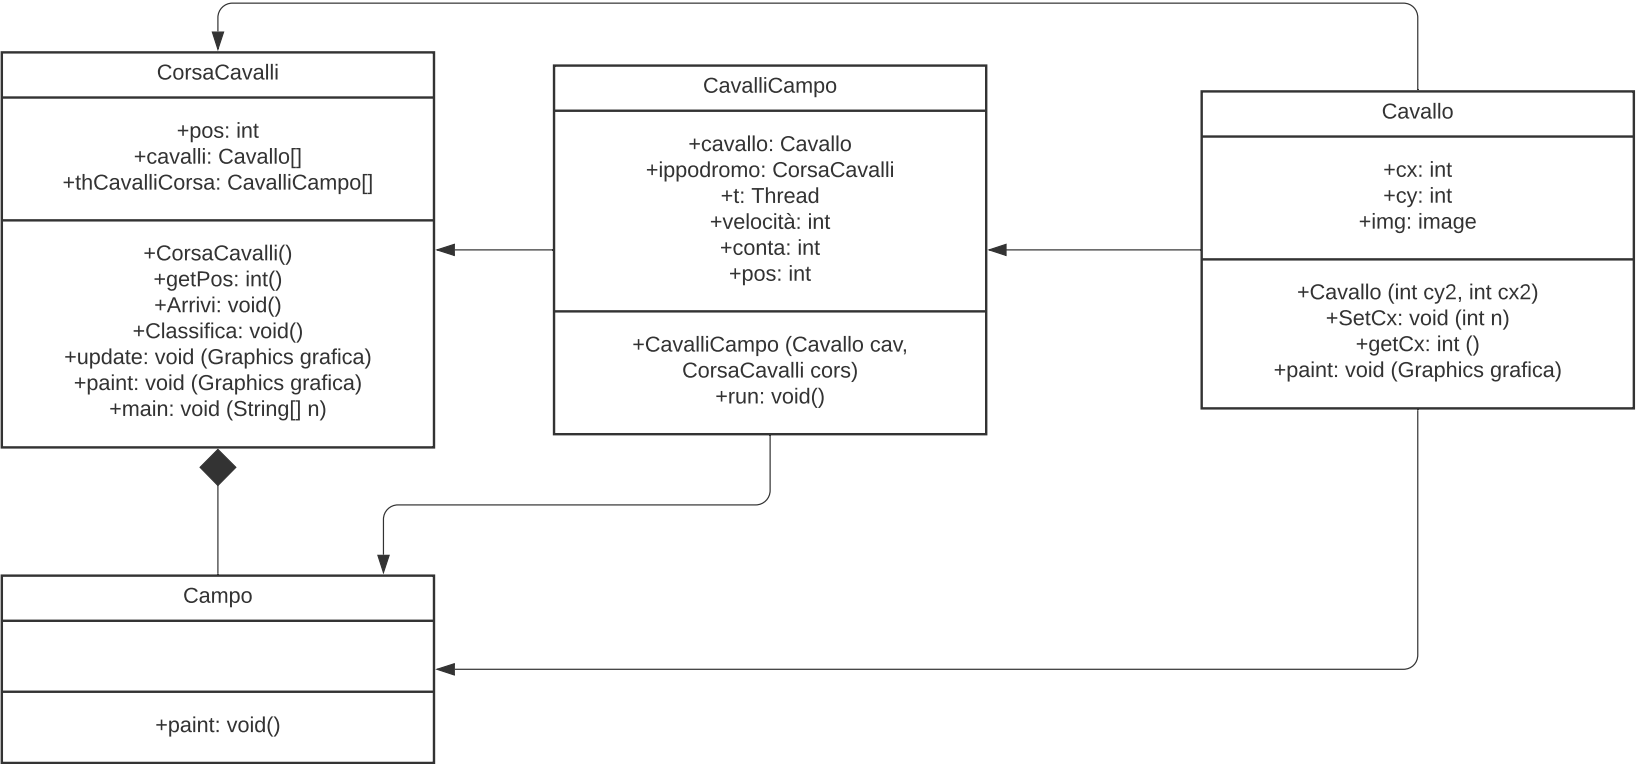 CorsaCavalli
+pos: int
+cavalli: Cavallo[]
+thCavalliCorsa: CavalliCampo[]
+CorsaCavalli()
+getPos: int()
+Arrivi: void()
+Classifica: void()
+update: void (Graphics grafica)
+paint: void (Graphics grafica)
+main: void (String[] n)
CavalliCampo
+cavallo: Cavallo
+ippodromo: CorsaCavalli
+t: Thread
+velocità: int
+conta: int
+pos: int
+CavalliCampo (Cavallo cav,
CorsaCavalli cors)
+run: void()
Cavallo
+cx: int
+cy: int
+img: image
+Cavallo (int cy2, int cx2)
+SetCx: void (int n)
+getCx: int ()
+paint: void (Graphics grafica)
Campo
+paint: void()